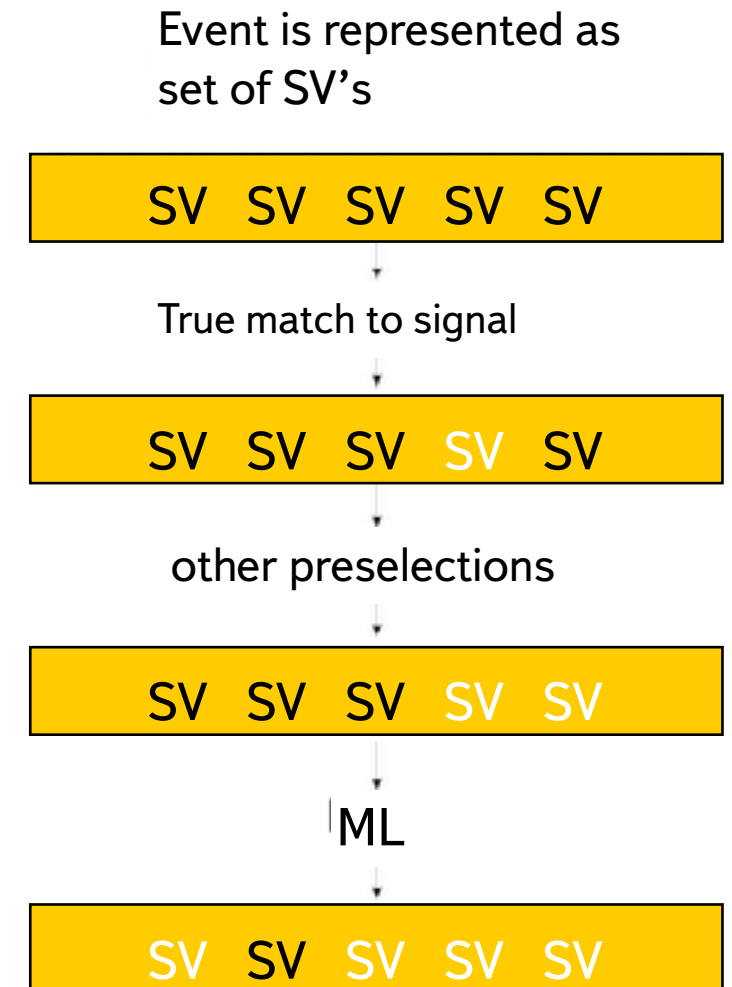 Event is represented as
set of SV's
SV SV SV SV SV
True match to signal
SV SV SV SV SV
other preselections
SV SV SV SV SV
ML
SV SV SV SV SV